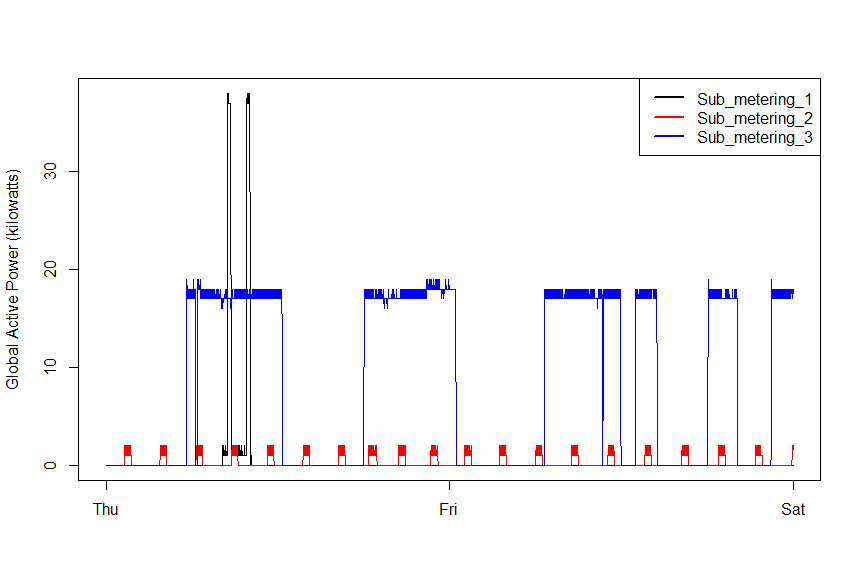 Sub_metering_1
Sub_metering_2
Sub_metering_3
Global Active Power (kilowatts)
30
20
10
0
Thu
Fri
Sat